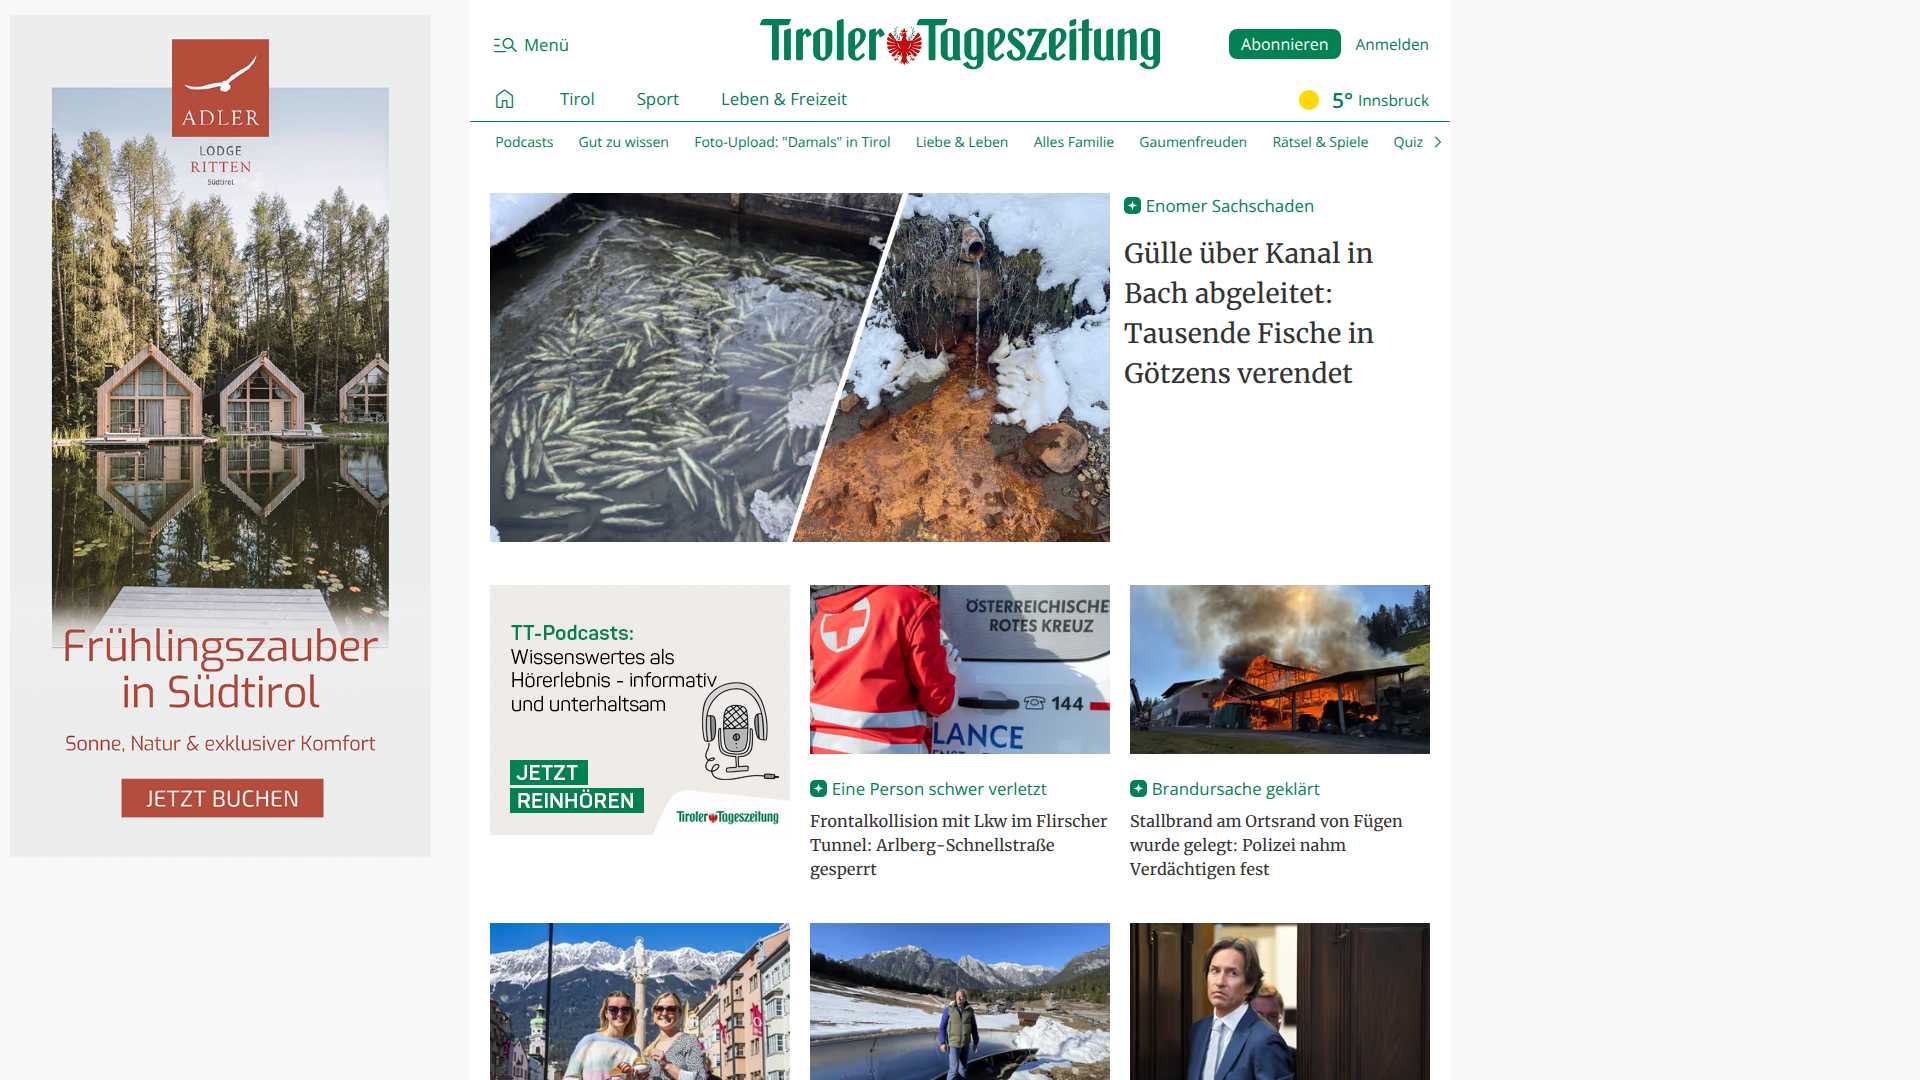 ADLER
LODGE
RITTEN
Südtirol
Frühlingszauber
in Südtirol
Sonne, Natur & exklusiver Komfort
JETZT BUCHEN
Menü
Tiroler Tageszeitung
Abonnieren
Anmelden
Tirol
Sport
Leben & Freizeit
5° Innsbruck
Podcasts
Gut zu wissen
Foto-Upload: "Damals" in Tirol
Liebe & Leben
Alles Familie
Gaumenfreuden
Rätsel & Spiele
Quiz
Enomer Sachschaden
Gülle über Kanal in
Bach abgeleitet:
Tausende Fische in
Götzens verendet
TT-Podcasts:
Wissenswertes als
Hörerlebnis - informativ
und unterhaltsam
JETZT
REINHÖREN
Tiroler Tageszeitung
ÖSTERREICHISCHE
ROTES KREUZ
144
LANCE
Eine Person schwer verletzt
Frontalkollision mit Lkw im Flirscher
Tunnel: Arlberg-Schnellstraße
gesperrt
Brandursache geklärt
Stallbrand am Ortsrand von Fügen
wurde gelegt: Polizei nahm
Verdächtigen fest